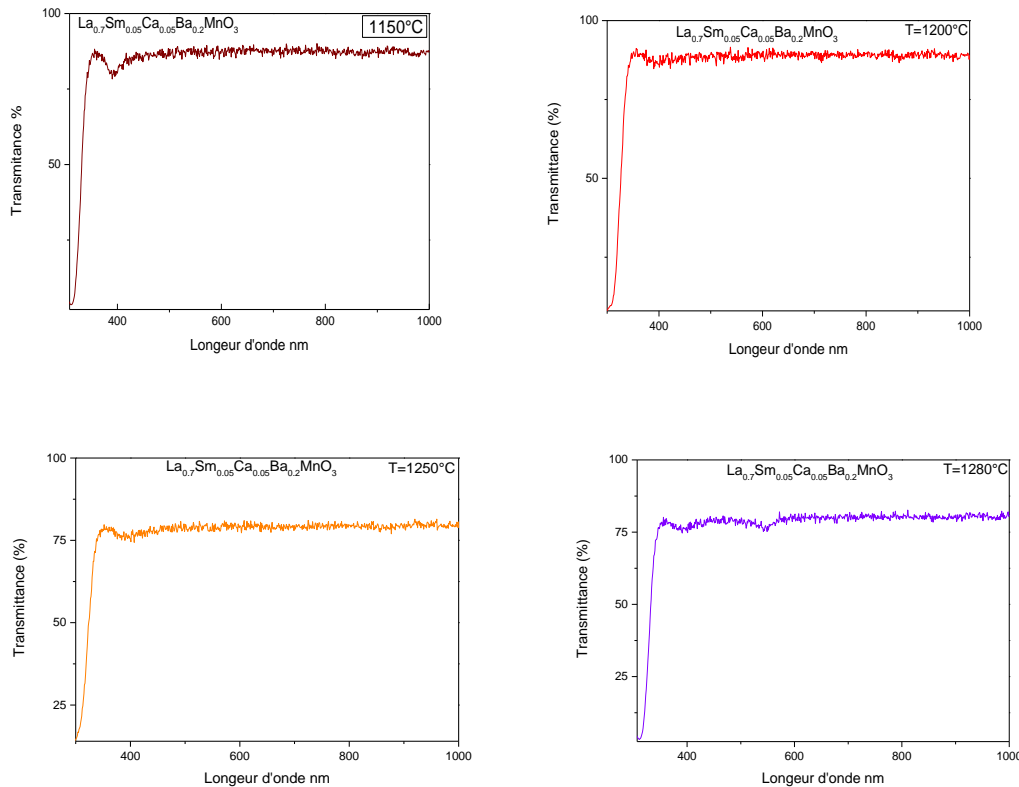 La0.7Sm0.05Ca0.05Ba0.2MnO3
1150°C
100
50
Transmitance %
400
600
800
1000
Longeur d'onde nm
La0.7Sm0.05Ca0.05Ba0.2MnO3
T=1200°C
100
50
Transmittance (%)
400
600
800
1000
Longeur d'onde nm
La0.7Sm0.05Ca0.05Ba0.2MnO3
T=1250°C
100
75
50
25
Transmittance (%)
400
600
800
1000
Longeur d'onde nm
La0.7Sm0.05Ca0.05Ba0.2MnO3
T=1280°C
100
75
50
25
Transmittance (%)
400
600
800
1000
Longeur d'onde nm